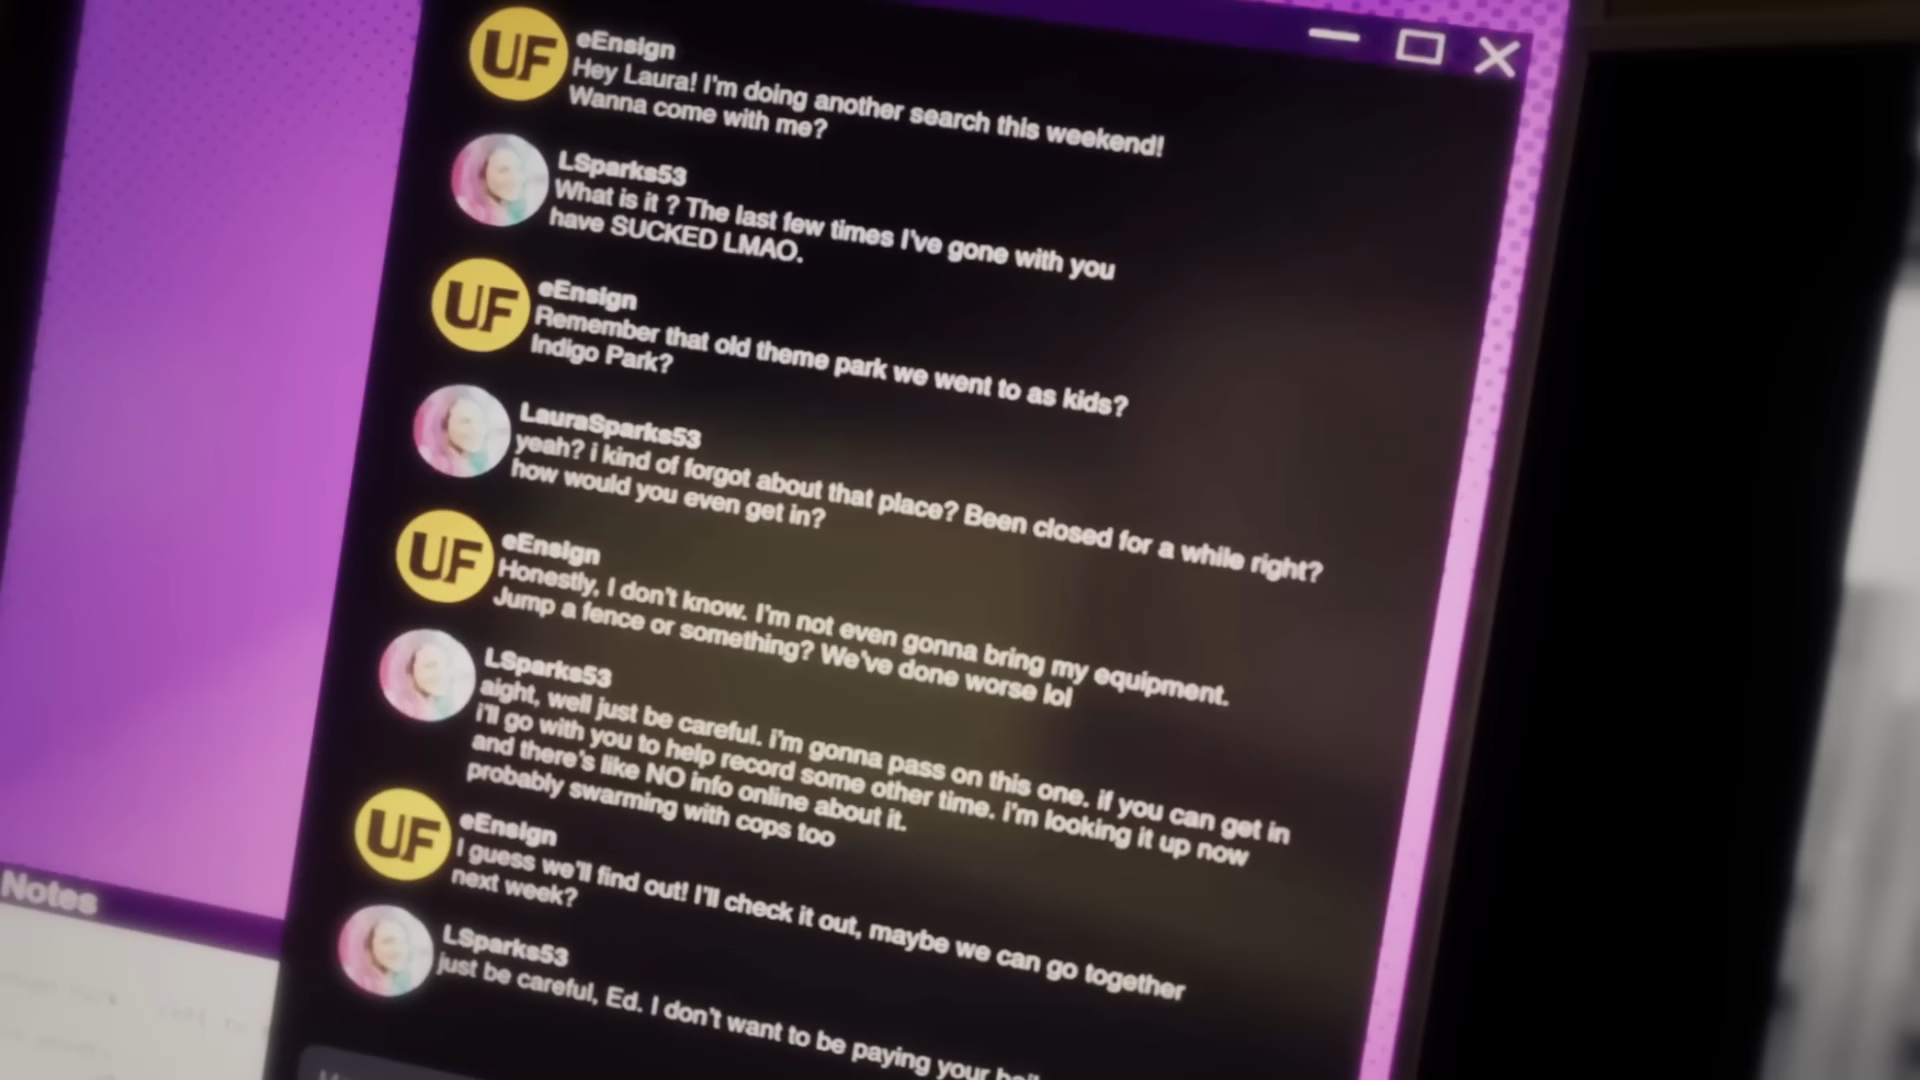 UF
eEnsign
Hey Laura! I'm doing another search this weekend!
Wanna come with me?
LSparks53
What is it ? The last few times I've gone with you
have SUCKED LMAO.
UF
eEnsign
Remember that old theme park we went to as kids?
Indigo Park?
LauraSparks53
yeah? i kind of forgot about that place? Been closed for a while right?
how would you even get in?
UF
eEnsign
Honestly, I don't know. I'm not even gonna bring my equipment.
Jump a fence or something? We've done worse lol
LSparks53
aight, well just be careful. i'm gonna pass on this one. if you can get in
i'll go with you to help record some other time. i'm looking it up now
and there's like NO info online about it.
probably swarming with cops too
UF
eEnsign
I guess we'll find out! I'll check it out, maybe we can go together
next week?
LSparks53
just be careful, Ed. I don't want to be paying your
Notes